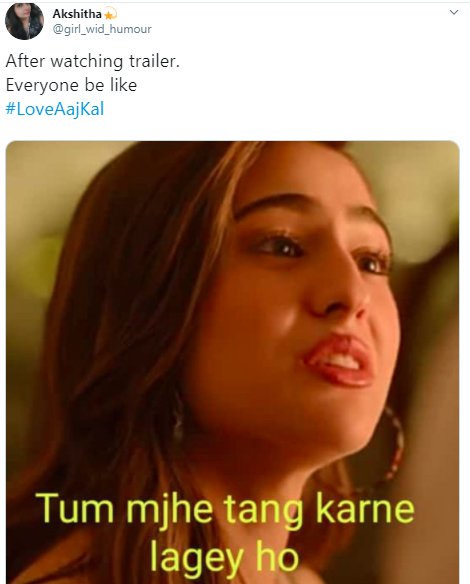 Akshitha
@girl_wid_humour
After watching trailer.
Everyone be like
#LoveAajKal
Tum mjhe tang karne
lagey ho